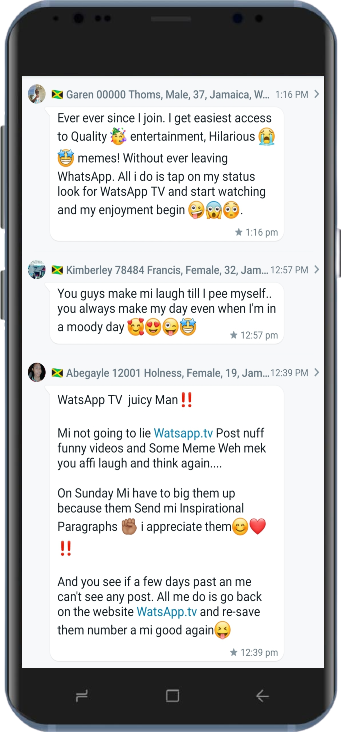 🇯🇲 Garen 00000 Thoms, Male, 37, Jamaica, W... 1:16 PM
Ever ever since I join. I get easiest access
to Quality 🥳 entertainment, Hilarious 😭
🤩 memes! Without ever leaving
WhatsApp. All i do is tap on my status
look for WatsApp TV and start watching
and my enjoyment begin 🤪😱😳.
★ 1:16 pm
🇯🇲 Kimberley 78484 Francis, Female, 32, Jam... 12:57 PM
You guys make mi laugh till I pee myself..
you always make my day even when I'm in
a moody day 🥰😍😜🤩
★ 12:57 pm
🇯🇲 Abegayle 12001 Holness, Female, 19, Jam... 12:39 PM
WatsApp TV juicy Man‼️
Mi not going to lie Watsapp.tv Post nuff
funny videos and Some Meme Weh mek
you affi laugh and think again....
On Sunday Mi have to big them up
because them Send mi Inspirational
Paragraphs ✊🏾 i appreciate them😊❤️
‼️
And you see if a few days past an me
can't see any post. All me do is go back
on the website WatsApp.tv and re-save
them number a mi good again😝
★ 12:39 pm